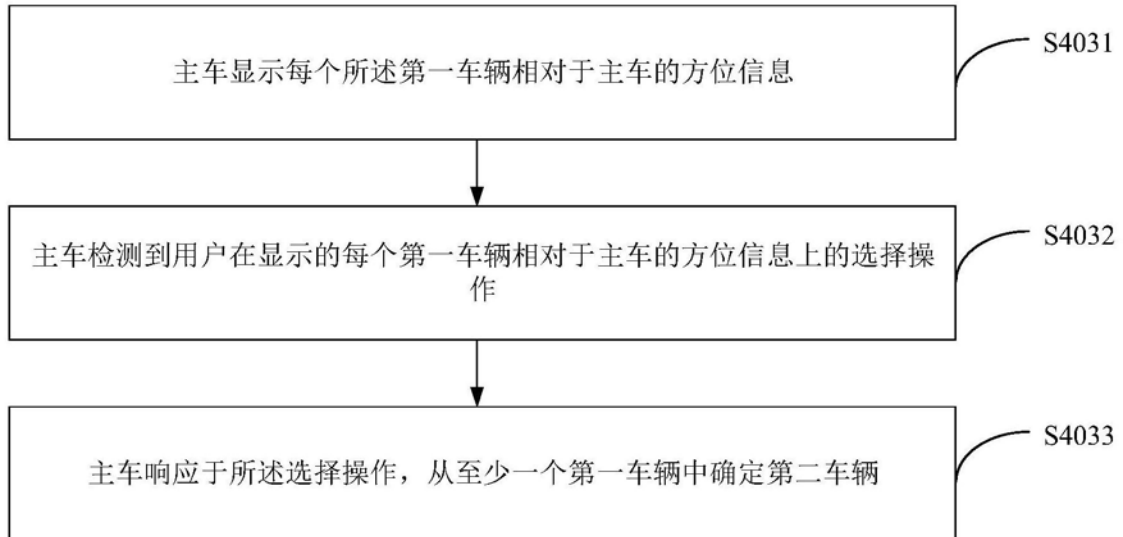 主车显示每个所述第一车辆相对于主车的方位信息
S4031
主车检测到用户在显示的每个第一车辆相对于主车的方位信息上的选择操
作
S4032
主车响应于所述选择操作，从至少一个第一车辆中确定第二车辆
S4033